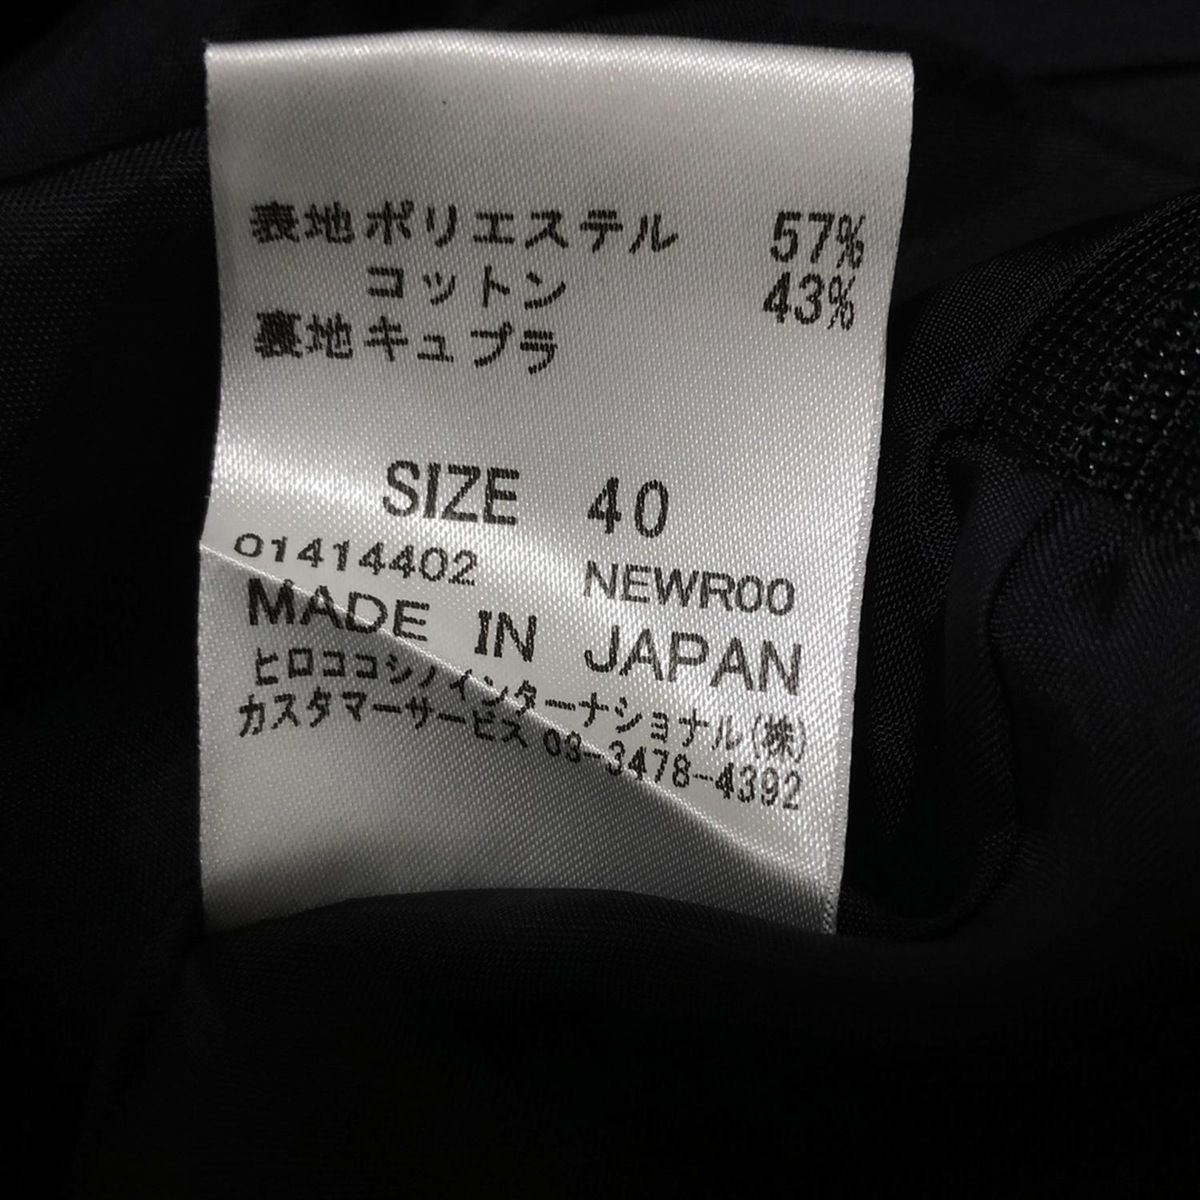 表地ポリエステル 57%
コットン 43%
裏地キュプラ
SIZE 40
01414402 NEWR00
MADE IN JAPAN
ヒロココシノインターナショナル(株)
カスタマーサービス 03-3478-4392